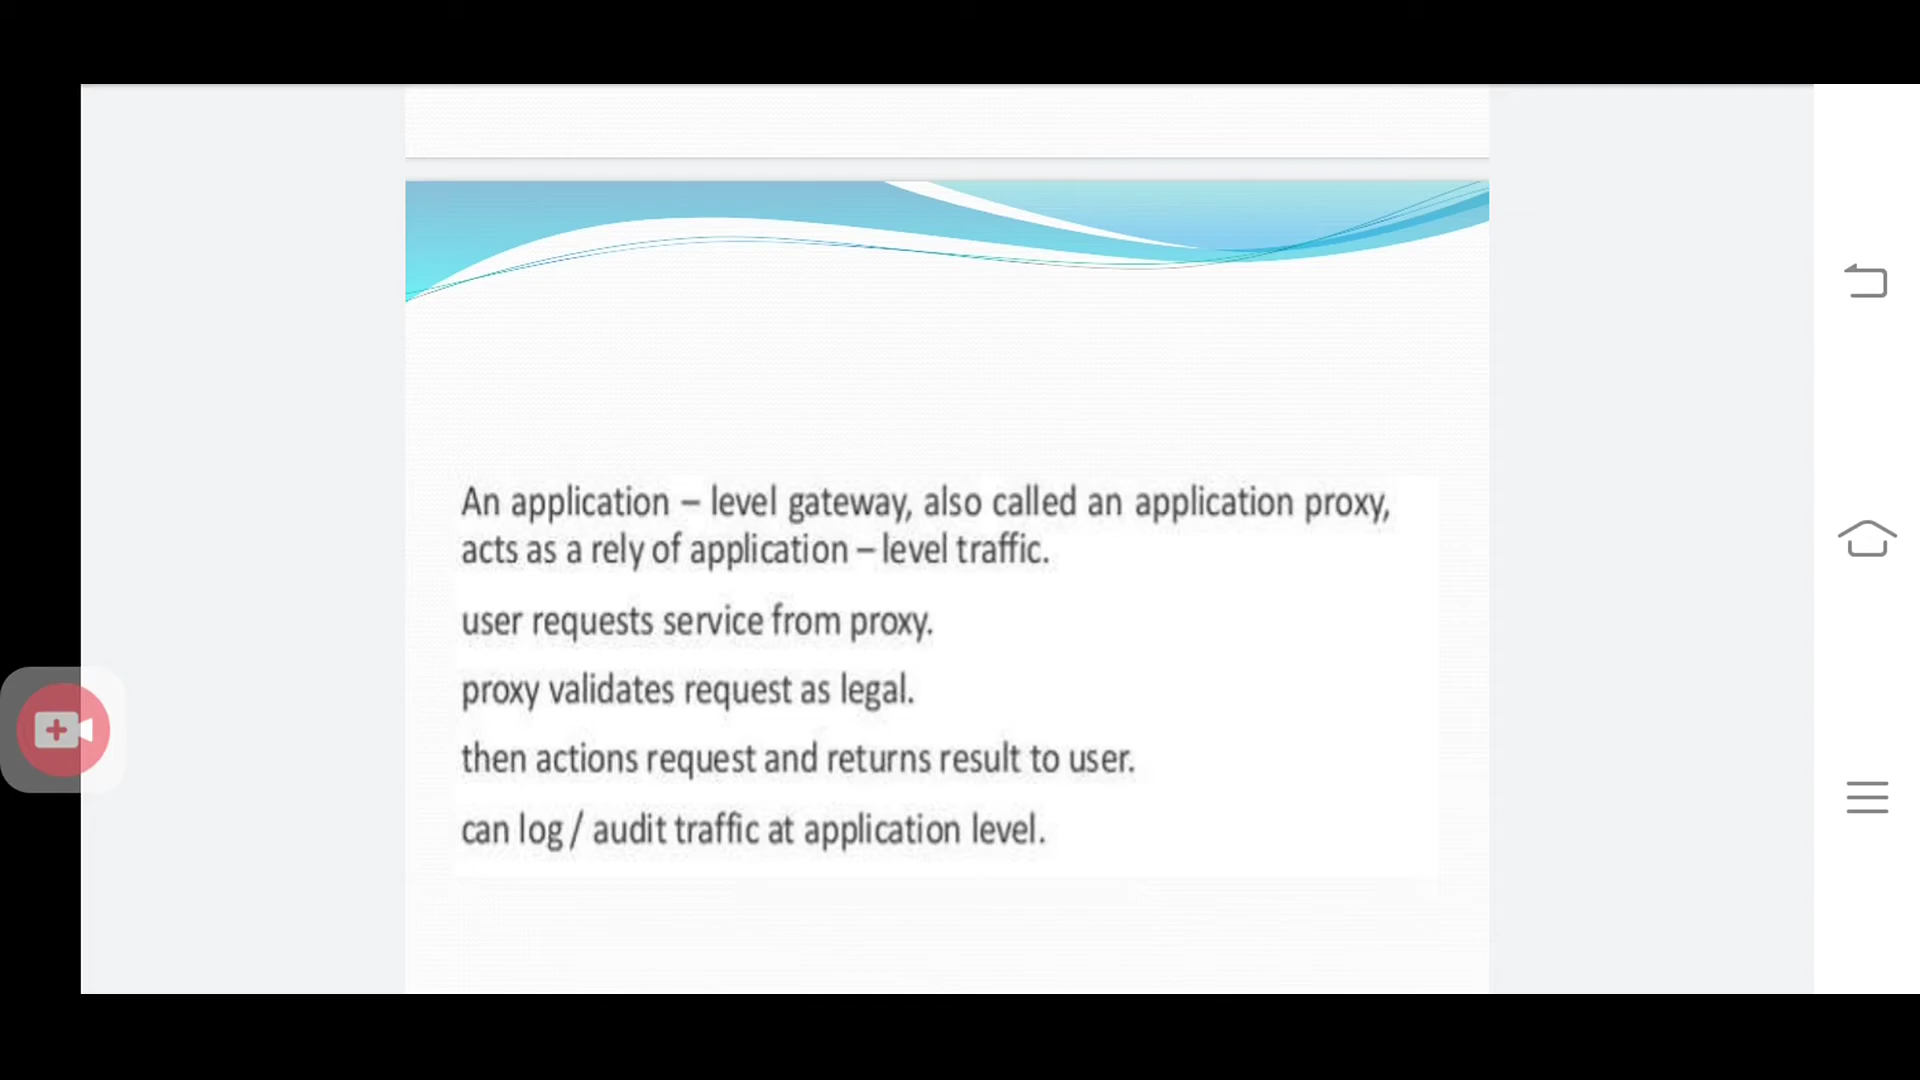 An application – level gateway, also called an application proxy,
acts as a rely of application – level traffic.
user requests service from proxy.
proxy validates request as legal.
then actions request and returns result to user.
can log / audit traffic at application level.